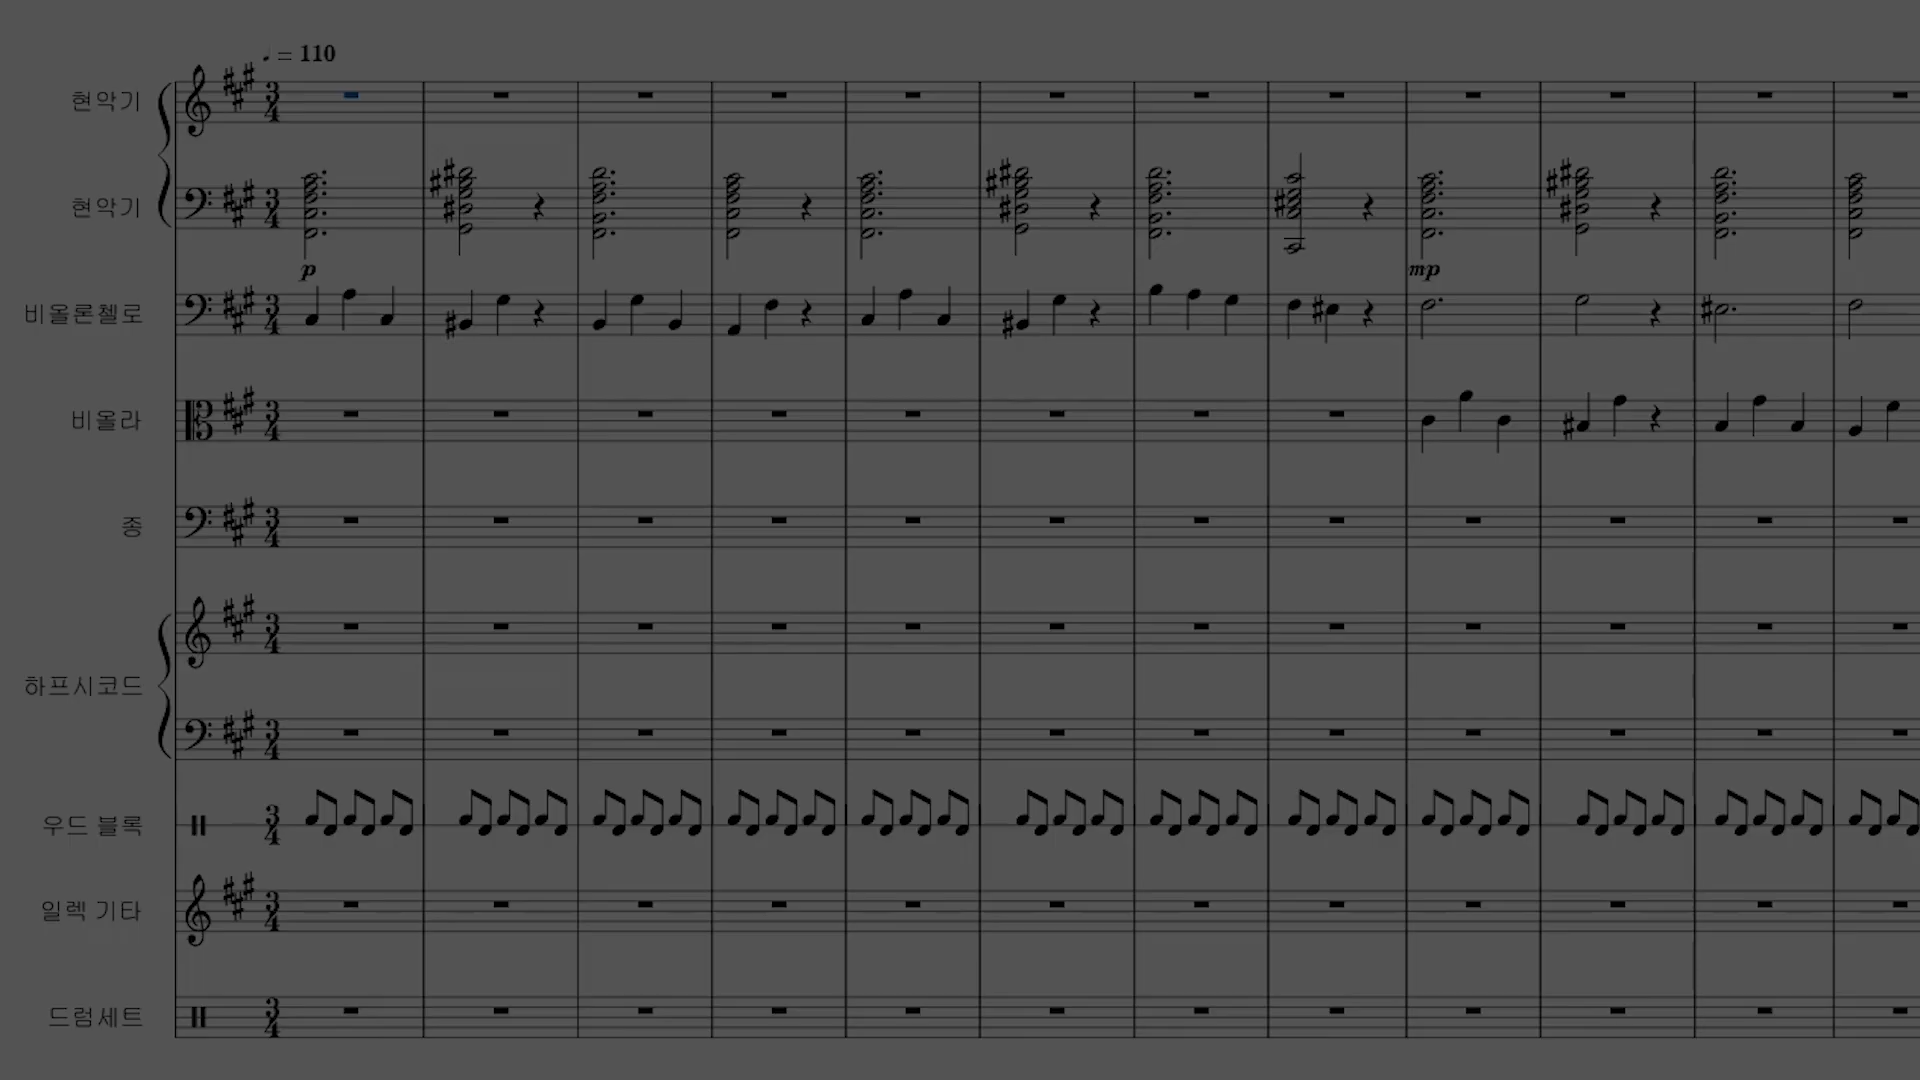 ♩ = 110
현악기
현악기
p
mp
비올론첼로
비올라
종
하프시코드
우드 블록
일렉 기타
드럼세트